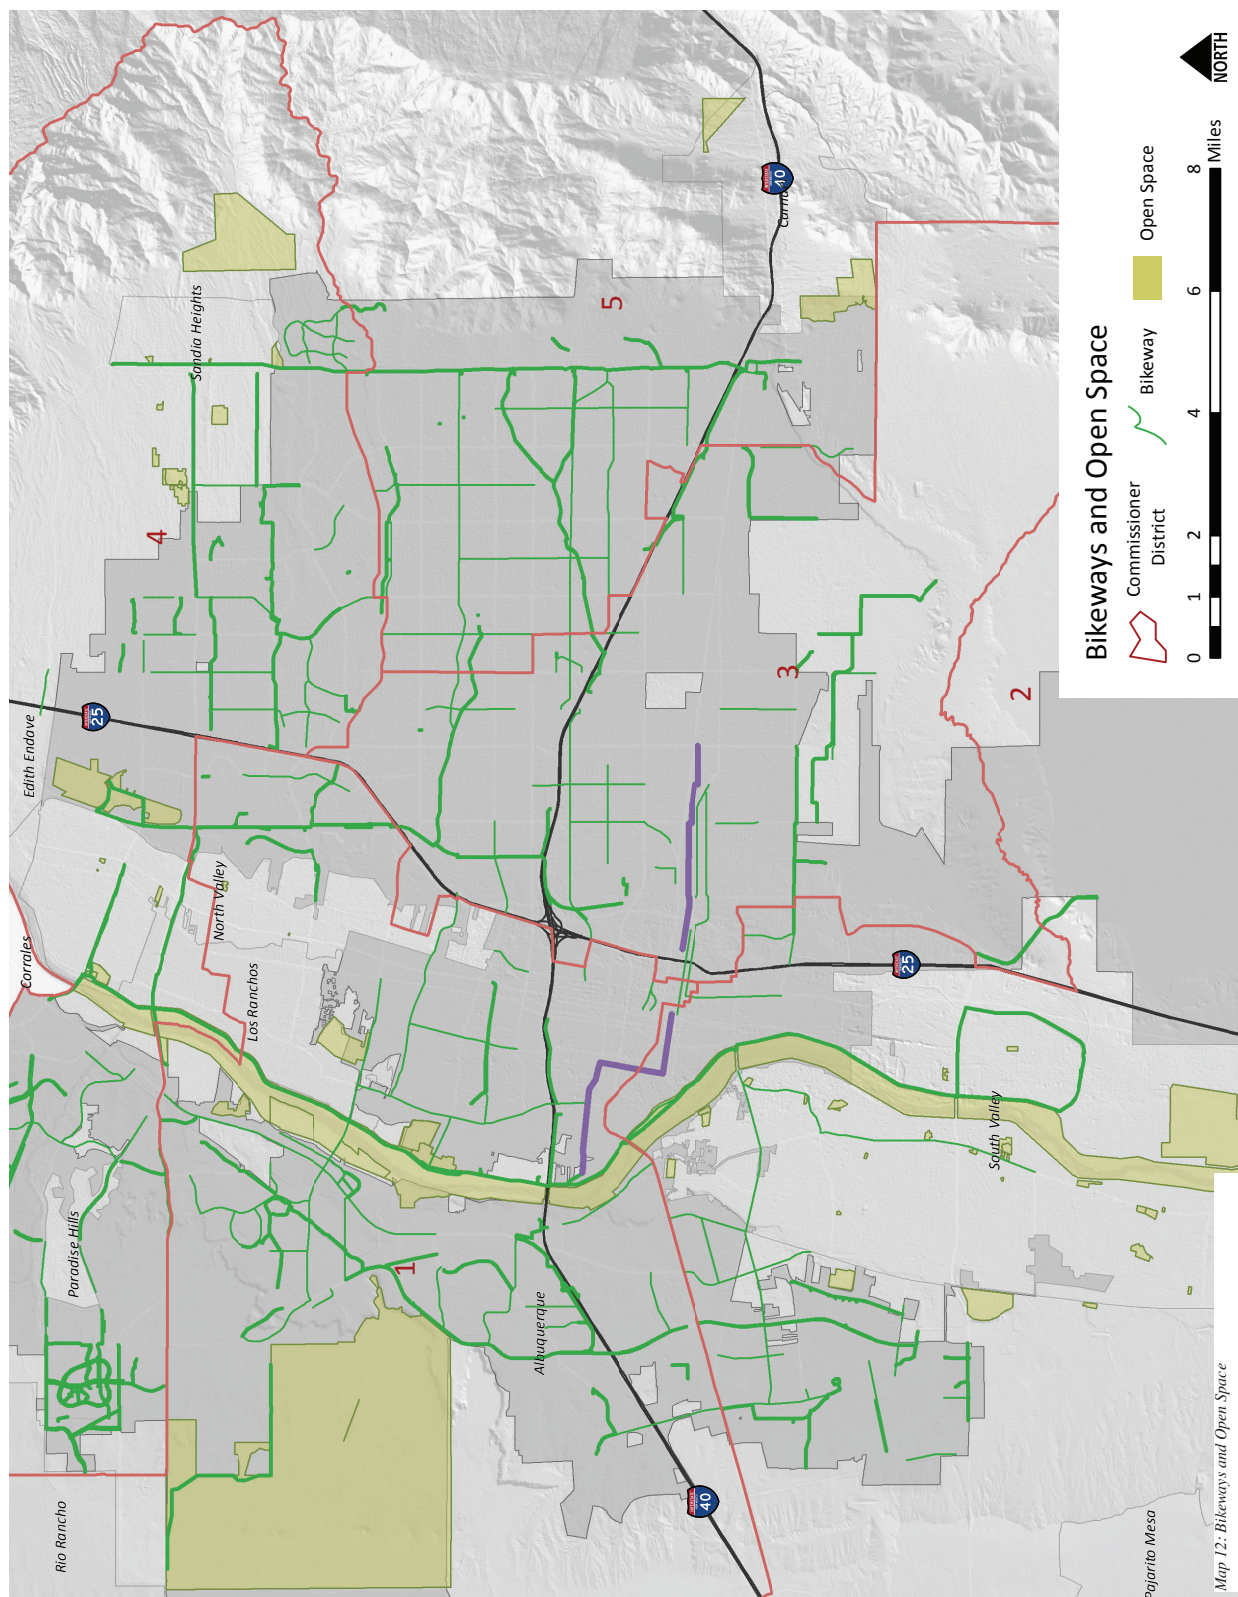 Bikeways and Open Space
Commissioner
District
Bikeway
Open Space
0
1
2
4
6
8
Miles
NORTH
Rio Rancho
Paradise Hills
Corrales
Edith Endave
Sandia Heights
North Valley
Los Ranchos
Albuquerque
South Valley
Pajarito Mesa
1
2
3
4
5
25
25
40
40
Map 12: Bikeways and Open Space